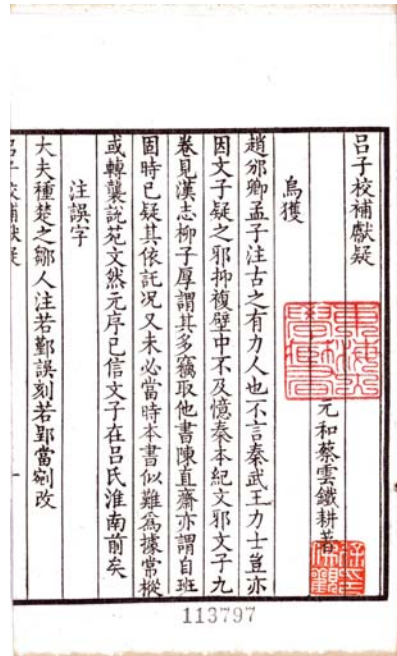 呂子校補獻疑
元和蔡雲鐵耕著
烏獲
趙邠卿孟子注古之有力人也不言秦武王力士豈亦
因文子疑之邪抑複壁中不及憶秦本紀文邪文子九
卷見漢志柳子厚謂其多竊取他書陳直齋亦謂自班
固時已疑其依託况又未必當時本書似難爲據常樅
或轉襲說苑文然元序已信文子在呂氏淮南前矣
注誤字
大夫種楚之鄒人注若鄞誤刻若郢當剜改
呂子校補獻疑
一
113797